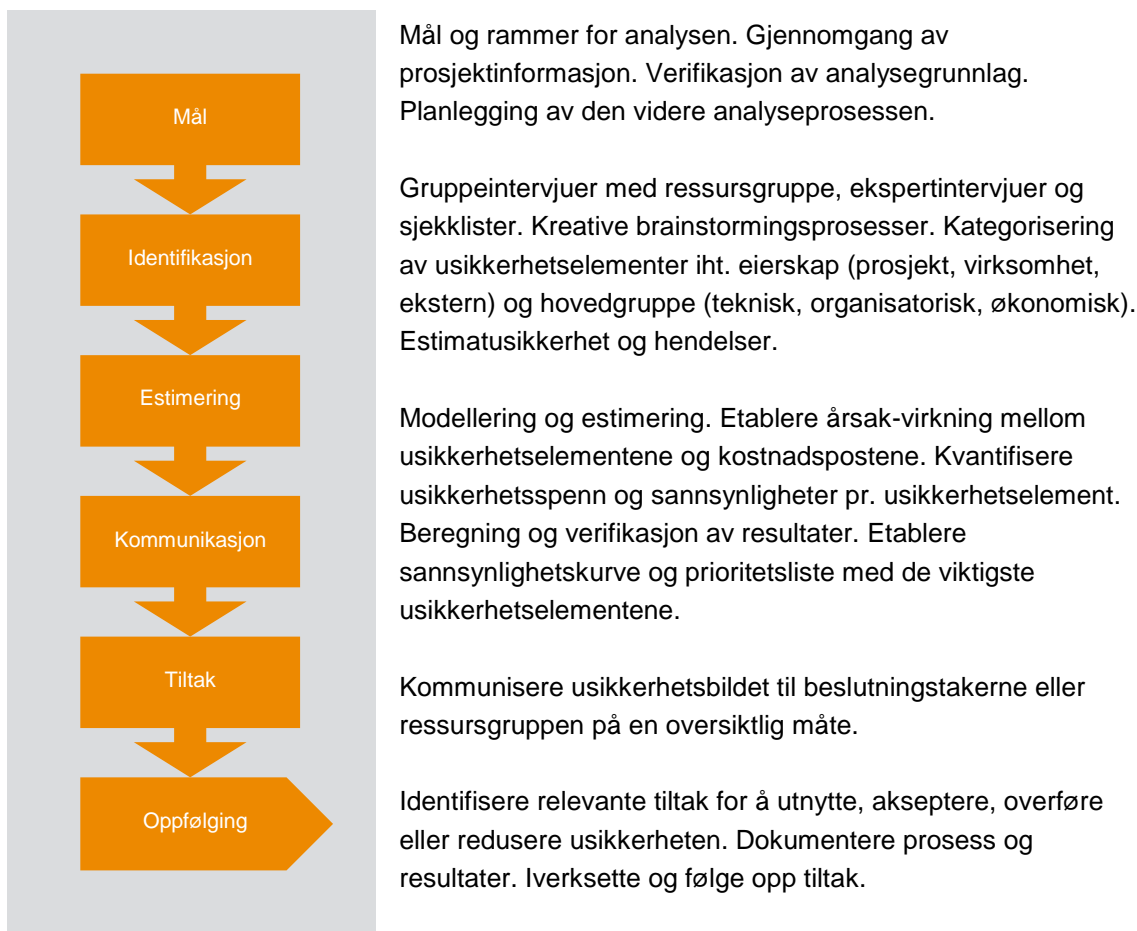 Mål
Identifikasjon
Estimering
Kommunikasjon
Tiltak
Oppfølging
Mål og rammer for analysen. Gjennomgang av
prosjektinformasjon. Verifikasjon av analysegrunnlag.
Planlegging av den videre analyseprosessen.
Gruppeintervjuer med ressursgruppe, ekspertintervjuer og
sjekklister. Kreative brainstormingsprosesser. Kategorisering
av usikkerhetselementer iht. eierskap (prosjekt, virksomhet,
ekstern) og hovedgruppe (teknisk, organisatorisk, økonomisk).
Estimatusikkerhet og hendelser.
Modellering og estimering. Etablere årsak-virkning mellom
usikkerhetselementene og kostnadspostene. Kvantifisere
usikkerhetsspenn og sannsynligheter pr. usikkerhetselement.
Beregning og verifikasjon av resultater. Etablere
sannsynlighetskurve og prioritetsliste med de viktigste
usikkerhetselementene.
Kommunisere usikkerhetsbildet til beslutningstakerne eller
ressursgruppen på en oversiktlig måte.
Identifisere relevante tiltak for å utnytte, akseptere, overføre
eller redusere usikkerheten. Dokumentere prosess og
resultater. Iverksette og følge opp tiltak.